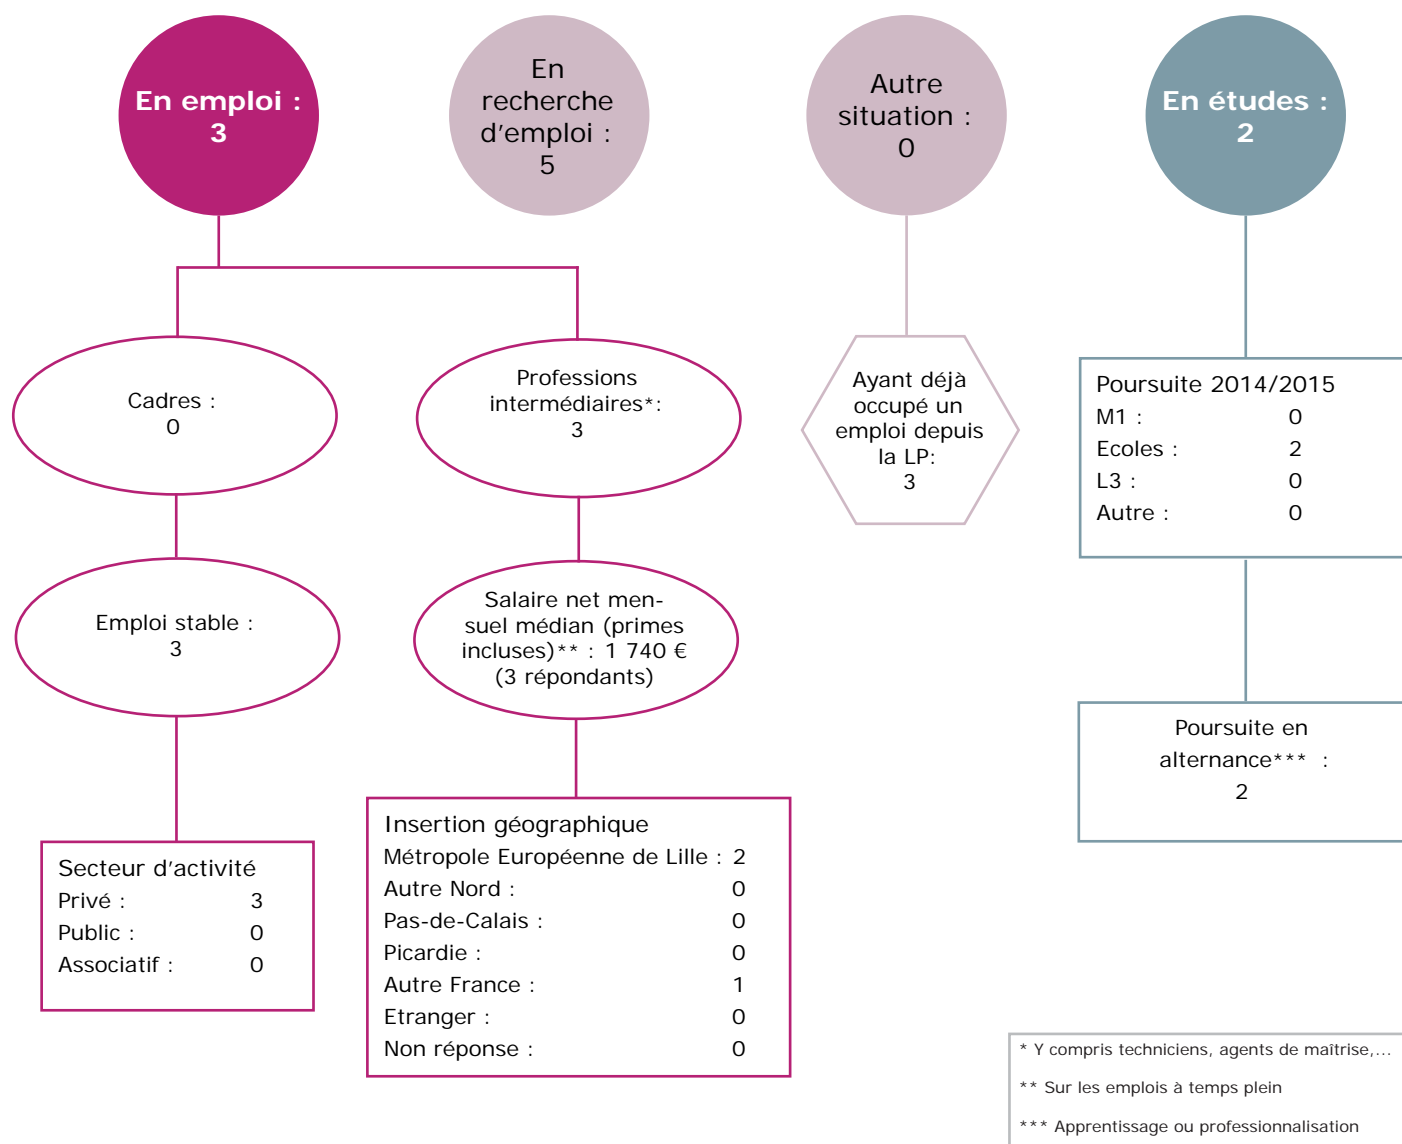 En emploi :
3
En
recherche
d'emploi :
5
Autre
situation :
0
En études :
2
Cadres :
0
Professions
intermédiaires*:
3
Ayant déjà
occupé un
emploi depuis
la LP:
3
Poursuite 2014/2015
M1 : 0
Ecoles : 2
L3 : 0
Autre : 0
Emploi stable :
3
Salaire net men-
suel médian (primes
incluses)** : 1 740 €
(3 répondants)
Poursuite en
alternance*** :
2
Secteur d'activité
Privé : 3
Public : 0
Associatif : 0
Insertion géographique
Métropole Européenne de Lille : 2
Autre Nord : 0
Pas-de-Calais : 0
Picardie : 0
Autre France : 1
Etranger : 0
Non réponse : 0
* Y compris techniciens, agents de maîtrise,...
** Sur les emplois à temps plein
*** Apprentissage ou professionnalisation